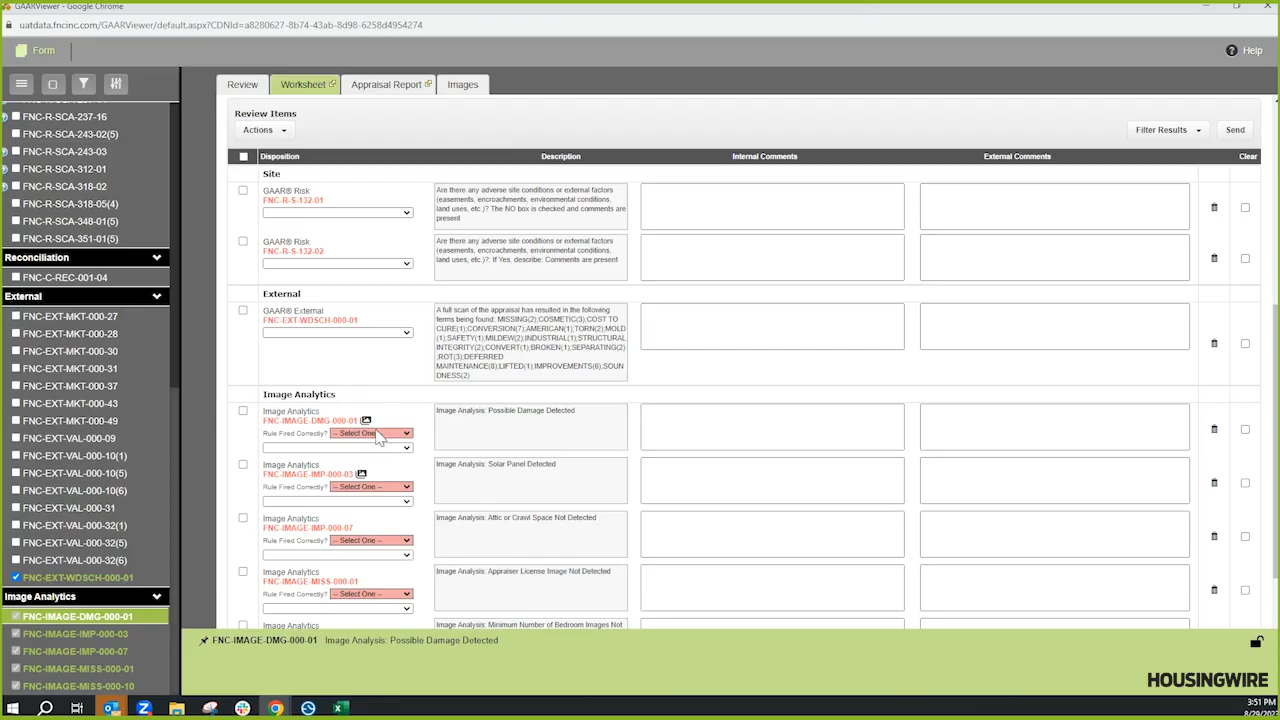 GAARViewer - Google Chrome
uatdata.fncinc.com/GAARViewer/default.aspx?CDNId=a8280627-8b74-43ab-8d98-6258d4954274
Form
Help
FNC-R-SCA-237-16
FNC-R-SCA-243-02(5)
FNC-R-SCA-243-03
FNC-R-SCA-312-01
FNC-R-SCA-318-02
FNC-R-SCA-318-05(4)
FNC-R-SCA-348-01(5)
FNC-R-SCA-351-01(5)
Reconciliation
FNC-C-REC-001-04
External
FNC-EXT-MKT-000-27
FNC-EXT-MKT-000-28
FNC-EXT-MKT-000-30
FNC-EXT-MKT-000-31
FNC-EXT-MKT-000-37
FNC-EXT-MKT-000-43
FNC-EXT-MKT-000-49
FNC-EXT-VAL-000-09
FNC-EXT-VAL-000-10(1)
FNC-EXT-VAL-000-10(5)
FNC-EXT-VAL-000-10(6)
FNC-EXT-VAL-000-31
FNC-EXT-VAL-000-32(1)
FNC-EXT-VAL-000-32(5)
FNC-EXT-VAL-000-32(6)
FNC-EXT-WDSCH-000-01
Image Analytics
FNC-IMAGE-DMG-000-01
FNC-IMAGE-IMP-000-03
FNC-IMAGE-IMP-000-07
FNC-IMAGE-MISS-000-01
FNC-IMAGE-MISS-000-10
Review Worksheet Appraisal Report Images
Review Items
Actions Filter Results Send
Disposition Description Internal Comments External Comments Clear
Site
GAAR® Risk
FNC-R-S-132-01
Are there any adverse site conditions or external factors
(easements, encroachments, environmental conditions,
land uses, etc.)? The NO box is checked and comments are
present
GAAR® Risk
FNC-R-S-132-02
Are there any adverse site conditions or external factors
(easements, encroachments, environmental conditions,
land uses, etc.)?: If Yes, describe: Comments are present
External
GAAR® External
FNC-EXT-WDSCH-000-01
A full scan of the appraisal has resulted in the following
terms being found: MISSING(2);COSMETIC(3);COST TO
CURE(1);CONVERSION(7);AMERICAN(1);TORN(2);MOLD
(1);SAFETY(1);MILDEW(2);INDUSTRIAL(1);STRUCTURAL
INTEGRITY(2);CONVERT(1);BROKEN(1);SEPARATING(2)
;ROT(3);DEFERRED
MAINTENANCE(8);LIFTED(1);IMPROVEMENTS(6);SOU
NDNESS(2)
Image Analytics
Image Analytics
FNC-IMAGE-DMG-000-01
Rule Fired Correctly? -- Select One
Image Analysis: Possible Damage Detected
Image Analytics
FNC-IMAGE-IMP-000-03
Rule Fired Correctly? -- Select One --
Image Analysis: Solar Panel Detected
Image Analytics
FNC-IMAGE-IMP-000-07
Rule Fired Correctly? -- Select One --
Image Analysis: Attic or Crawl Space Not Detected
Image Analytics
FNC-IMAGE-MISS-000-01
Rule Fired Correctly? -- Select One --
Image Analysis: Appraiser License Image Not Detected
Image Analytics
Image Analysis: Minimum Number of Bedroom Images Not
FNC-IMAGE-DMG-000-01 Image Analysis: Possible Damage Detected
HOUSINGWIRE
3:51 PM